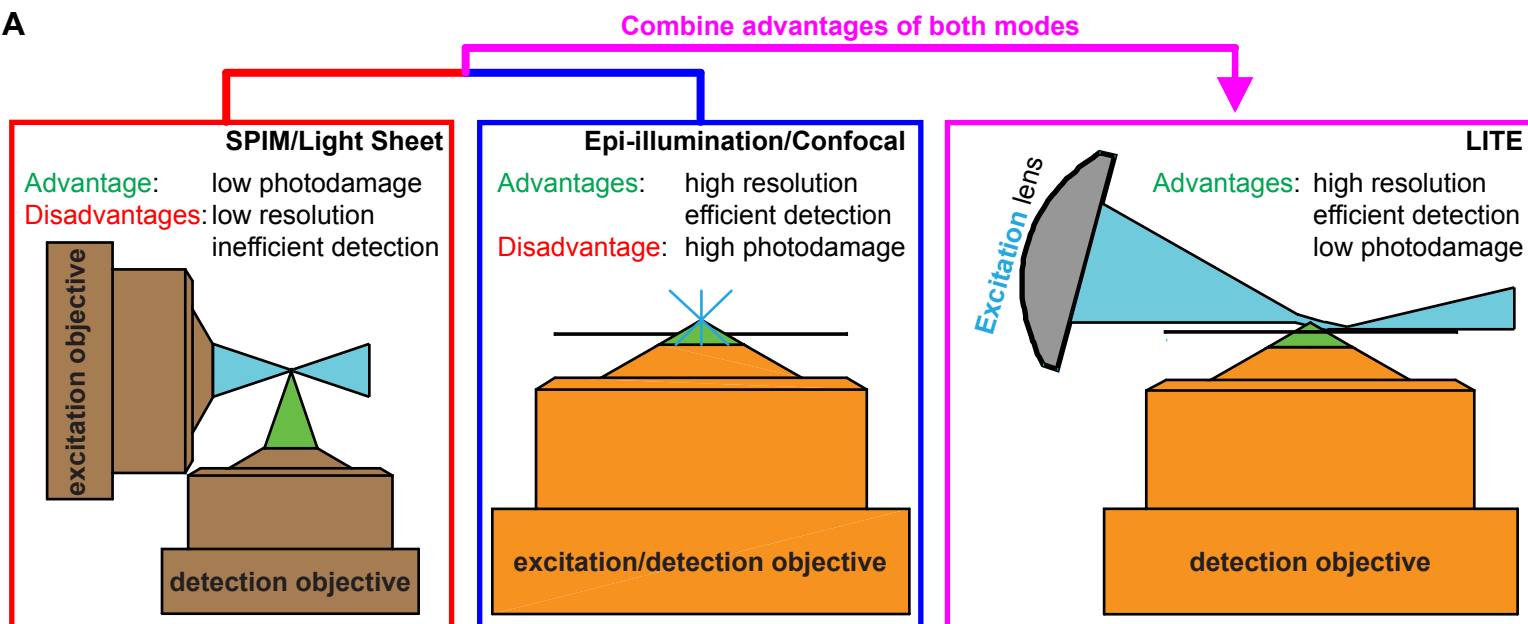 A
Combine advantages of both modes
SPIM/Light Sheet
Advantage: low photodamage
Disadvantages: low resolution
inefficient detection
excitation objective
detection objective
Epi-illumination/Confocal
Advantages: high resolution
efficient detection
Disadvantage: high photodamage
excitation/detection objective
LITE
Excitation lens
Advantages: high resolution
efficient detection
low photodamage
detection objective